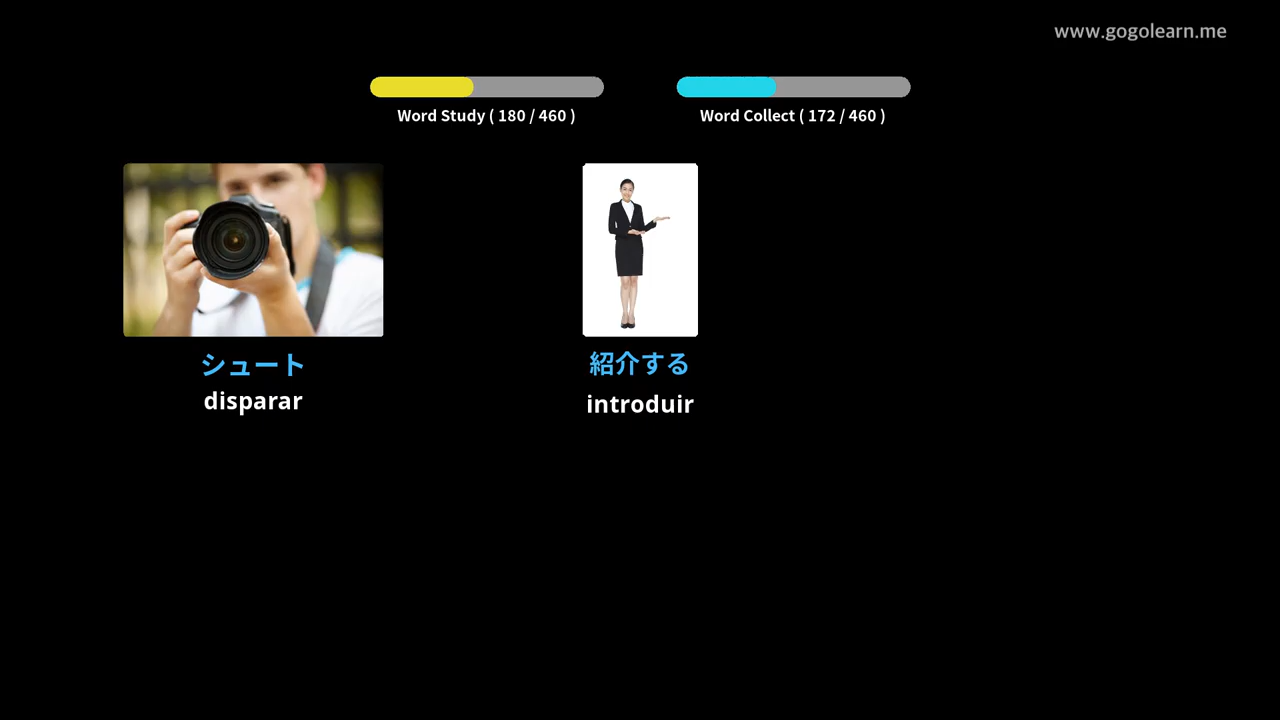 www.gogolearn.me
Word Study ( 180 / 460 )
Word Collect ( 172 / 460 )
シュート
disparar
紹介する
introduir